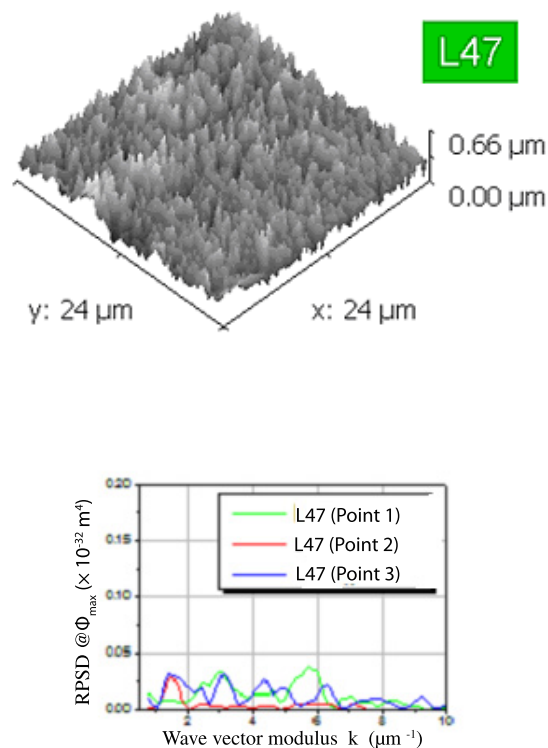 L47
0.66 µm
0.00 µm
y: 24 µm
x: 24 µm
RPSD @Φmax (× 10-32 m4)
0.20
0.15
0.10
0.05
0.00
L47 (Point 1)
L47 (Point 2)
L47 (Point 3)
2 4 6 8 10
Wave vector modulus k (µm -1)